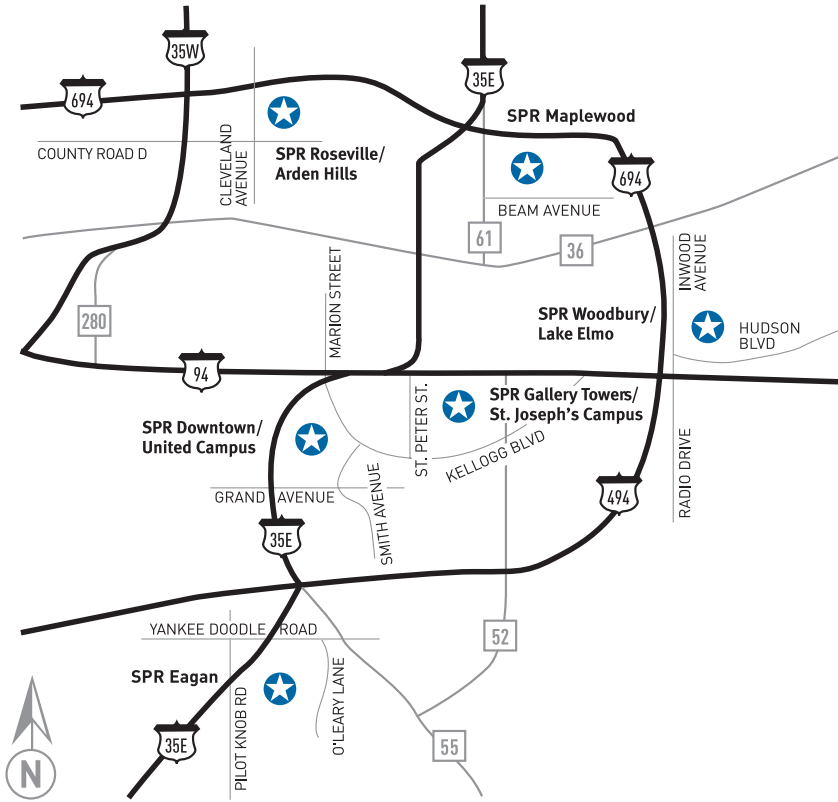 35W
35E
694
SPR Maplewood
COUNTY ROAD D
CLEVELAND
AVENUE
SPR Roseville/
Arden Hills
694
BEAM AVENUE
61
36
INWOOD
AVENUE
MARION STREET
280
SPR Woodbury/
Lake Elmo
HUDSON
BLVD
94
ST. PETER ST.
SPR Gallery Towers/
St. Joseph's Campus
SPR Downtown/
United Campus
KELLOGG BLVD
RADIO DRIVE
GRAND AVENUE
SMITH AVENUE
494
35E
YANKEE DOODLE ROAD
52
SPR Eagan
PILOT KNOB RD
O'LEARY LANE
35E
55
N